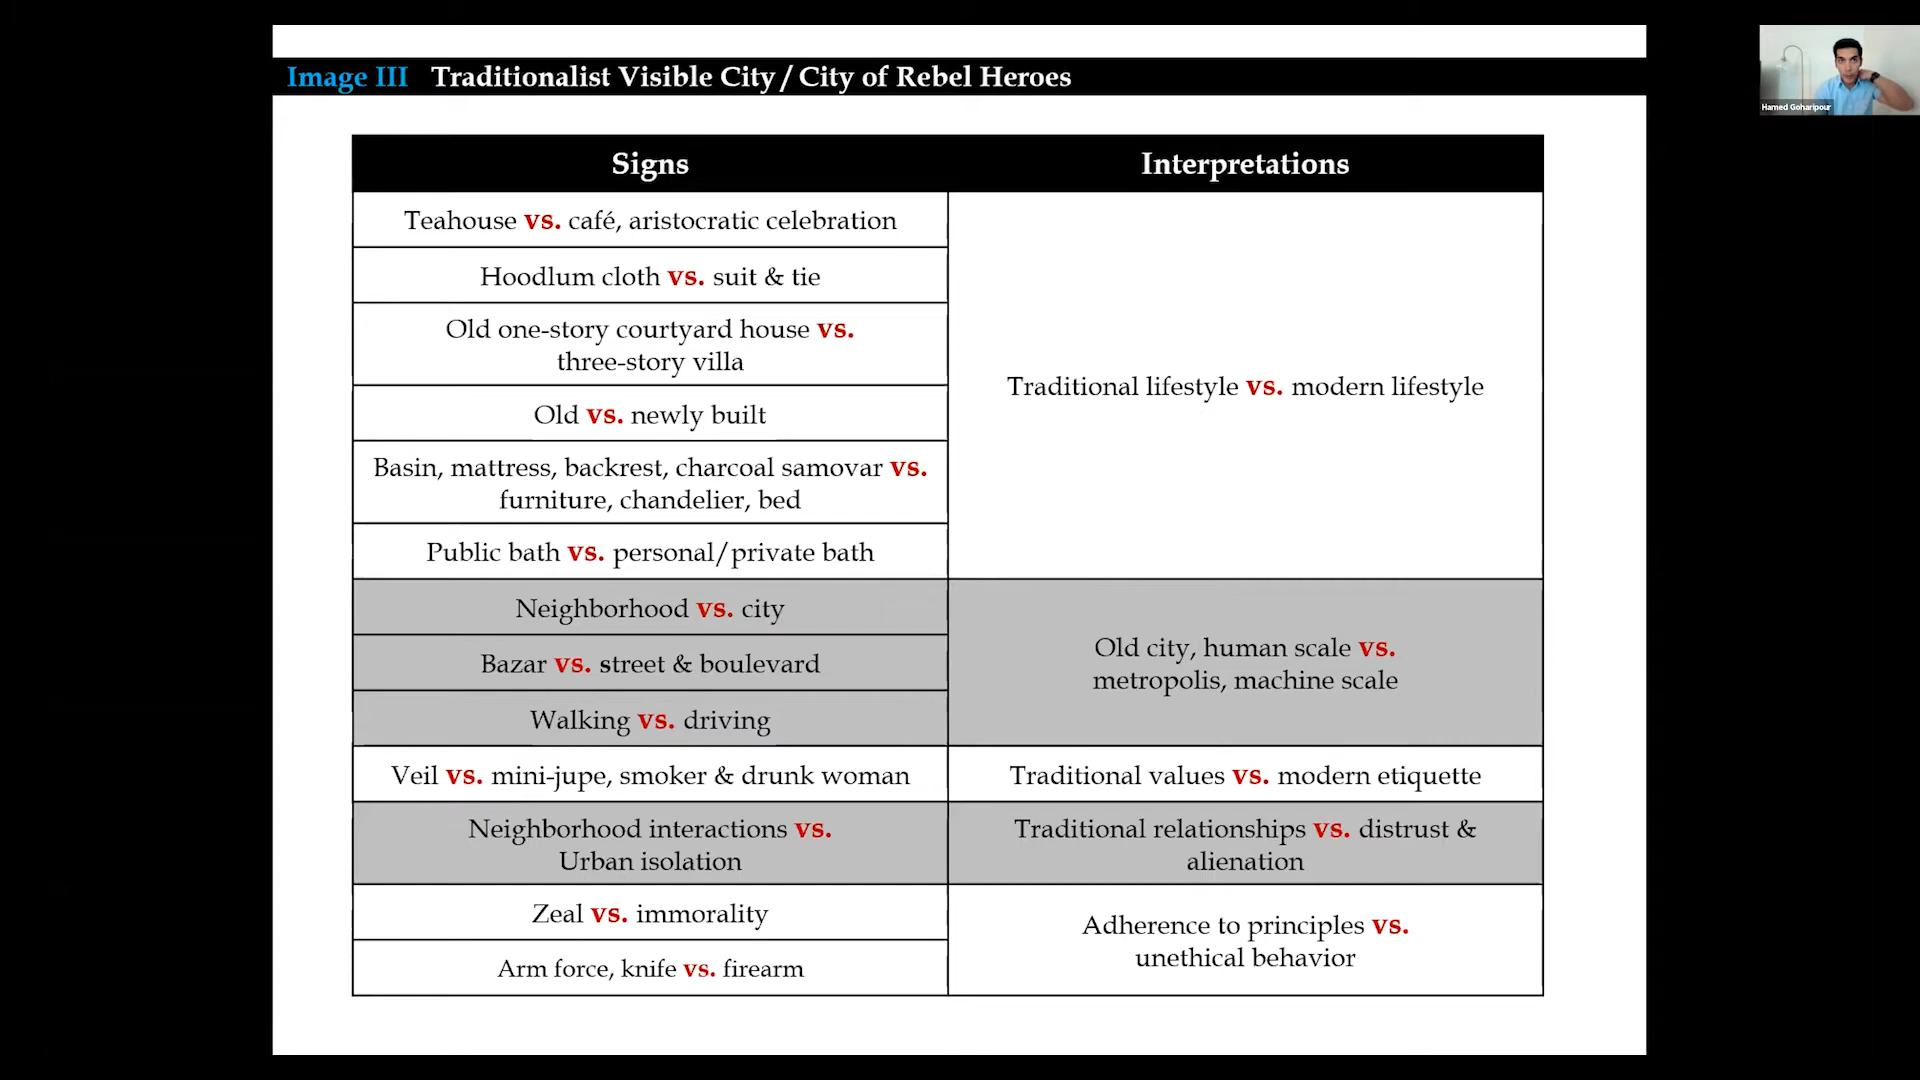 Image III Traditionalist Visible City / City of Rebel Heroes
Hamed Goharipour
Signs
Interpretations
Teahouse vs. café, aristocratic celebration
Hoodlum cloth vs. suit & tie
Old one-story courtyard house vs.
three-story villa
Old vs. newly built
Basin, mattress, backrest, charcoal samovar vs.
furniture, chandelier, bed
Public bath vs. personal/private bath
Traditional lifestyle vs. modern lifestyle
Neighborhood vs. city
Bazar vs. street & boulevard
Walking vs. driving
Old city, human scale vs.
metropolis, machine scale
Veil vs. mini-jupe, smoker & drunk woman
Traditional values vs. modern etiquette
Neighborhood interactions vs.
Urban isolation
Traditional relationships vs. distrust &
alienation
Zeal vs. immorality
Arm force, knife vs. firearm
Adherence to principles vs.
unethical behavior